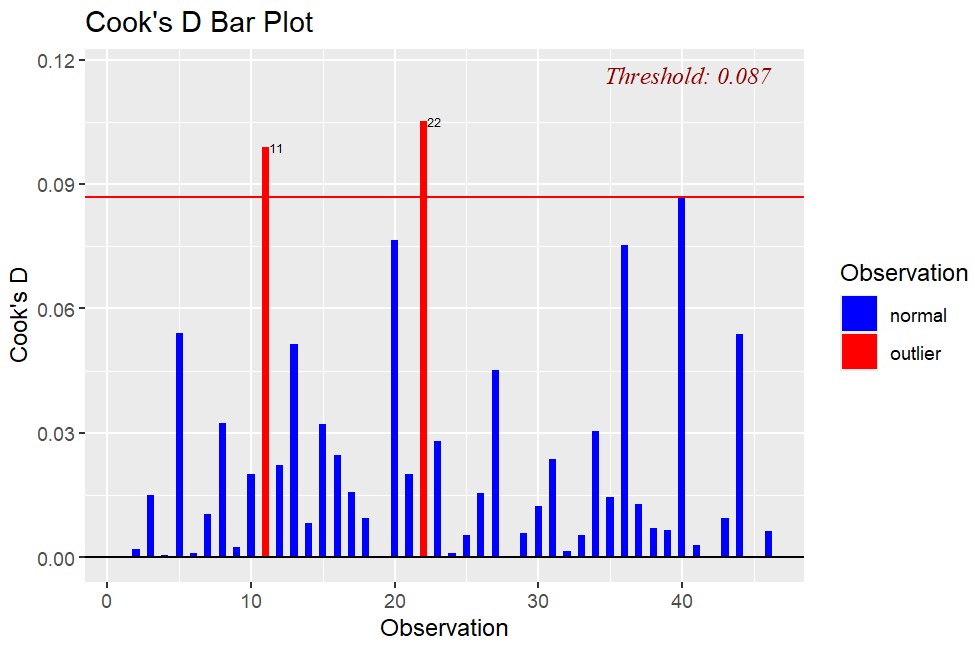 Cook's D Bar Plot
0.12
Threshold: 0.087
22
11
0.09
Cook's D
0.06
0.03
0.00
0 10 20 30 40
Observation
Observation
normal
outlier